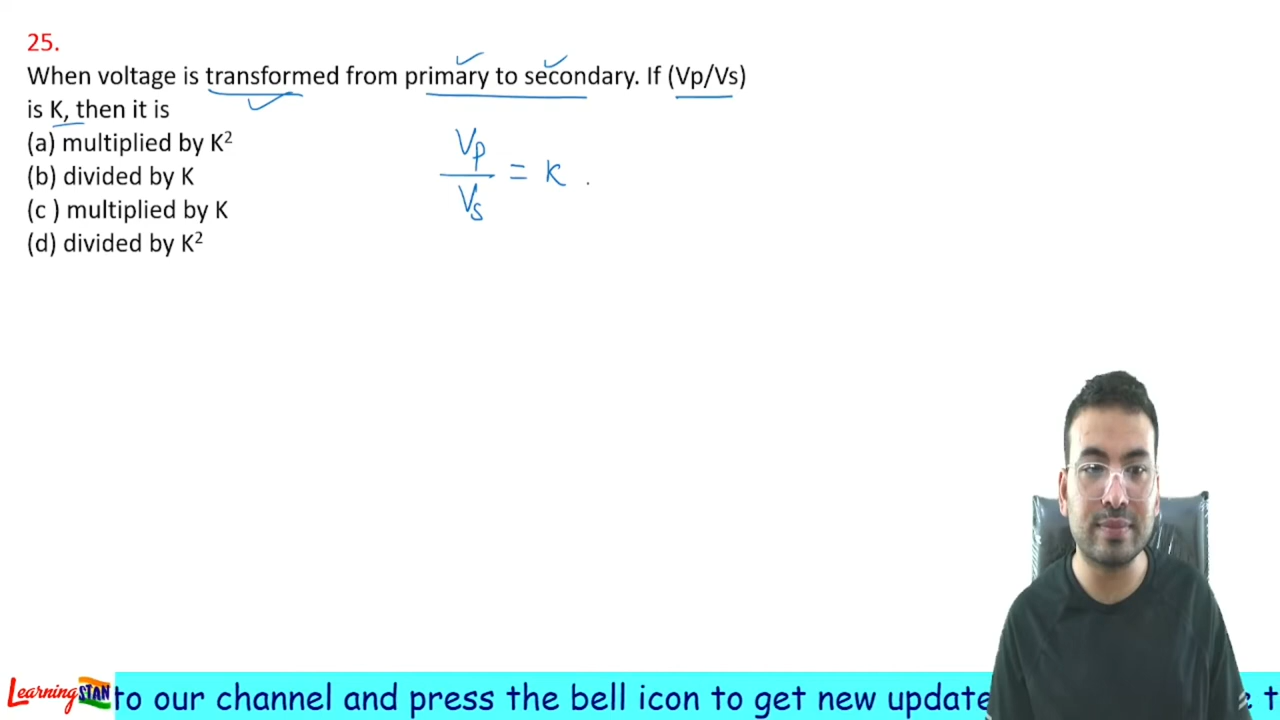 25.
When voltage is transformed from primary to secondary. If (Vp/Vs)
is K, then it is
(a) multiplied by K²
(b) divided by K
(c ) multiplied by K
(d) divided by K²
Vp
Vs
= K
Learning STAN
to our channel and press the bell icon to get new update